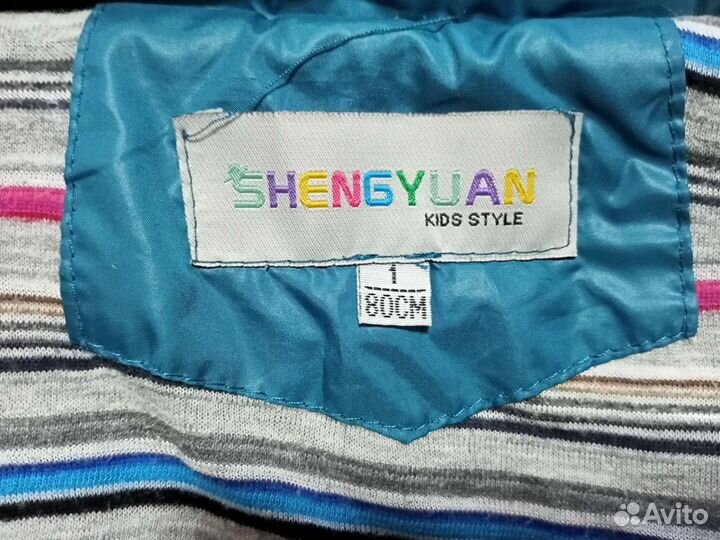 SHENGYUAN
KIDS STYLE
1
80CM
Avito